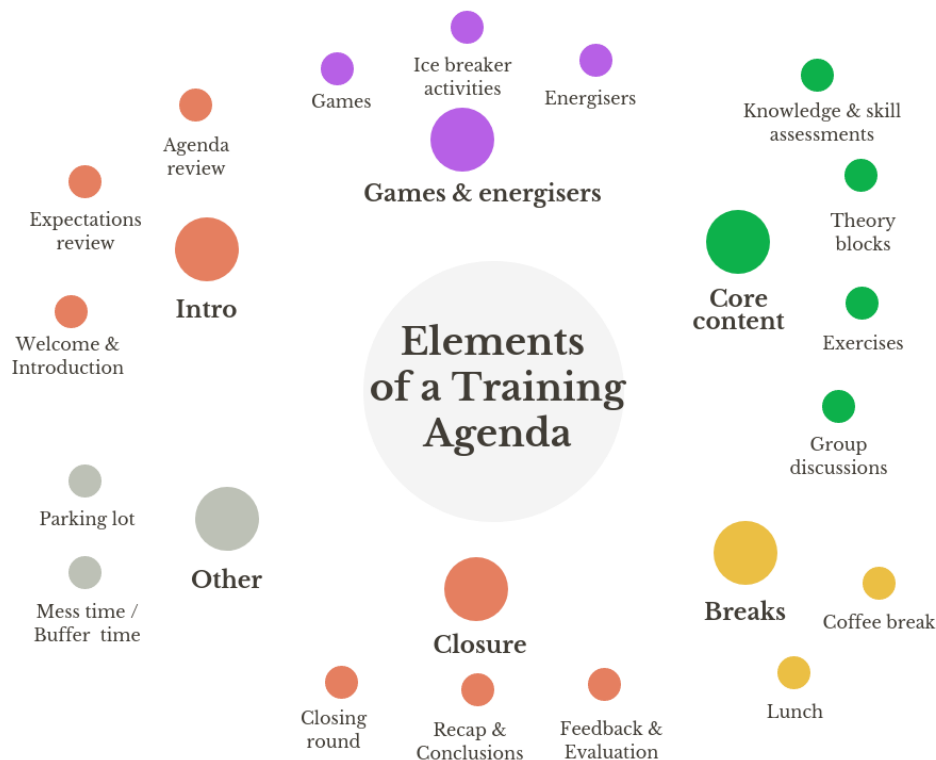 Ice breaker
activities
Games
Energisers
Games & energisers
Agenda
review
Expectations
review
Welcome &
Introduction
Intro
Knowledge & skill
assessments
Theory
blocks
Exercises
Group
discussions
Core
content
Elements
of a Training
Agenda
Parking lot
Mess time /
Buffer  time
Other
Closure
Closing
round
Recap &
Conclusions
Feedback &
Evaluation
Breaks
Coffee break
Lunch